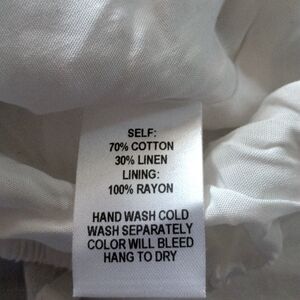 SELF:
70% COTTON
30% LINEN
LINING:
100% RAYON
HAND WASH COLD
WASH SEPARATELY
COLOR WILL BLEED
HANG TO DRY